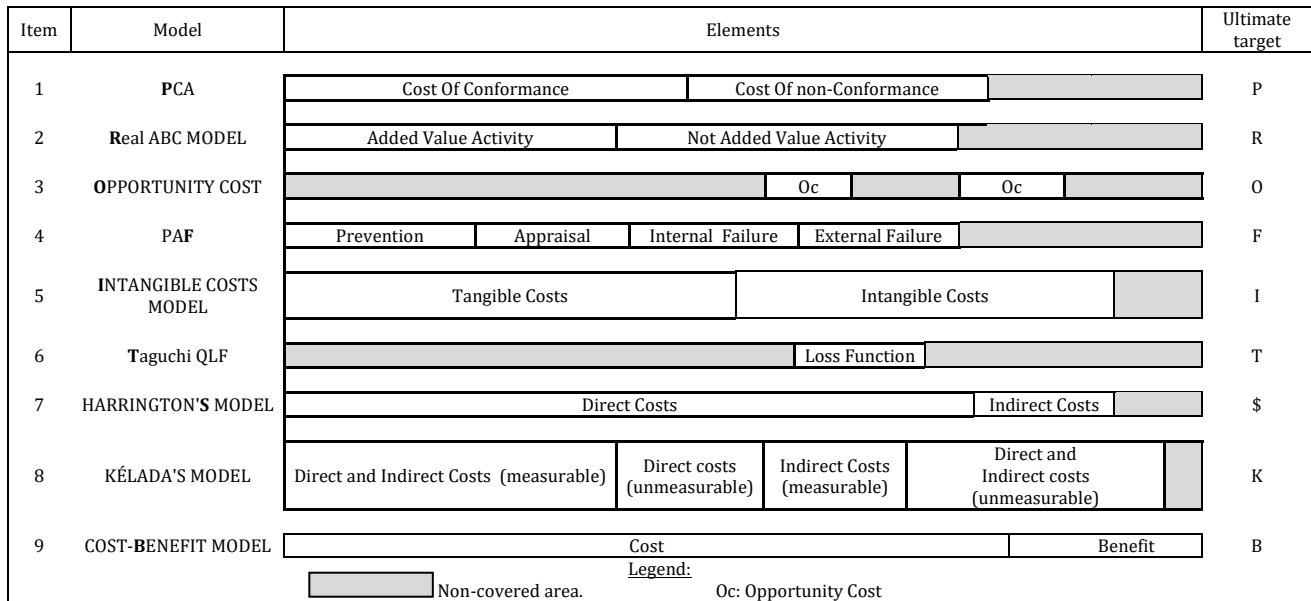 Item Model Elements Ultimate target
1 PCA Cost Of Conformance Cost Of non-Conformance P
2 Real ABC MODEL Added Value Activity Not Added Value Activity R
3 OPPORTUNITY COST Oc Oc O
4 PAF Prevention Appraisal Internal Failure External Failure F
5 INTANGIBLE COSTS MODEL Tangible Costs Intangible Costs I
6 Taguchi QLF Loss Function T
7 HARRINGTON'S MODEL Direct Costs Indirect Costs $
8 KÉLADA'S MODEL Direct and Indirect Costs (measurable) Direct costs (unmeasurable) Indirect Costs (measurable) Direct and Indirect costs (unmeasurable) K
9 COST-BENEFIT MODEL Cost Benefit B
Legend:
Non-covered area. Oc: Opportunity Cost